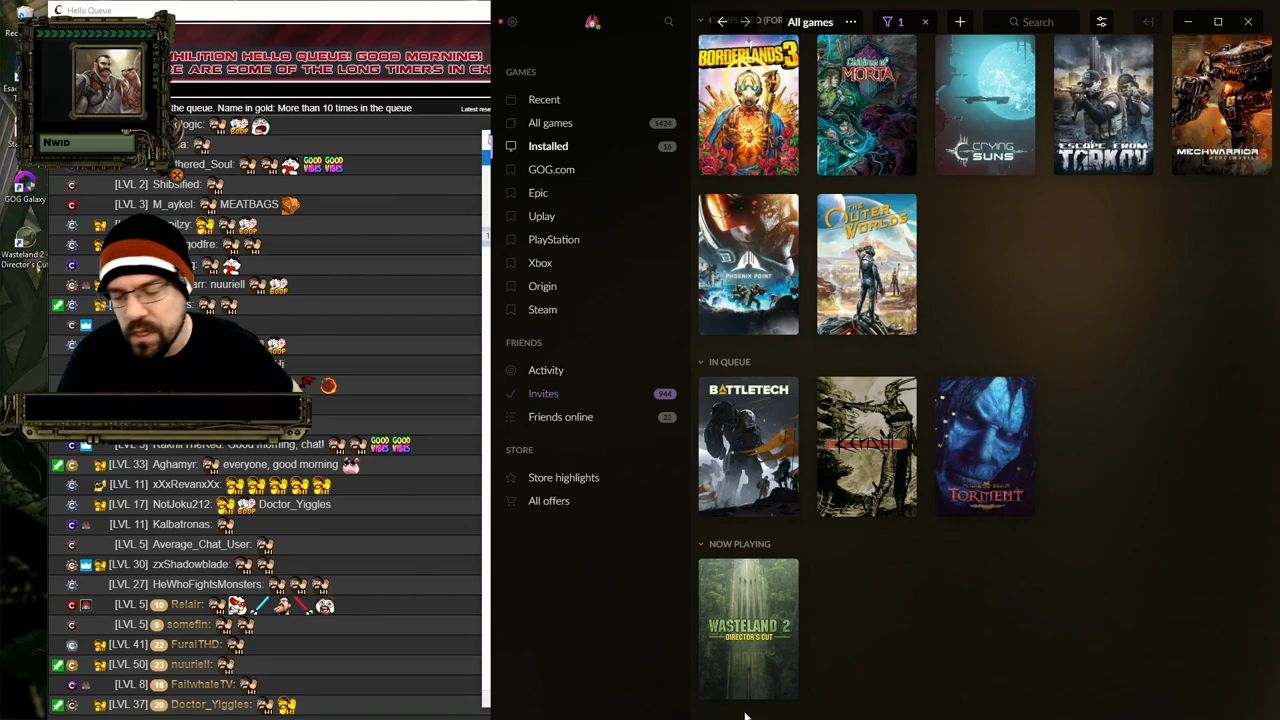 Hello Queue
WHILITION HELLO QUEUE! GOOD MORNING!
E ARE SOME OF THE LONG TIMERS IN CH
the queue. Name in gold: More than 10 times in the queue
Nwid
[LVL 2] Shibsified:
[LVL 3] M_aykel: MEATBAGS
nuuriell
Good morning, chat!
[LVL 33] Aghamyr: everyone, good morning
[LVL 11] xXxRevanxXx:
[LVL 17] NotJoku212: Doctor_Yiggles
[LVL 11] Kalbatronas:
[LVL 5] Average_Chat_User:
[LVL 30] zxShadowblade:
[LVL 27] HeWhoFightsMonsters:
[LVL 5] 10 Relair:
[LVL 5] 9 somefin:
[LVL 41] 22 FuraiTHD:
[LVL 50] 23 nuuriell:
[LVL 8] 18 FailwhaleTV:
[LVL 37] 20 Doctor_Yiggles:
GOG Galaxy
Wasteland 2 -
Director's Cut
GAMES
Recent
All games 1424
Installed 16
GOG.com
Epic
Uplay
PlayStation
Xbox
Origin
Steam
FRIENDS
Activity
Invites 944
Friends online 22
STORE
Store highlights
All offers
All games
1
Search
BORDERLANDS 3
Children of
MORTA
CRYING
SUNS
ESCAPE FROM
TARKOV
MECHWARRIOR 5
MERCENARIES
PHOENIX POINT
THE
OUTER
WORLDS
IN QUEUE
BATTLETECH
KENSHI
TORMENT
NOW PLAYING
WASTELAND 2
DIRECTOR'S CUT